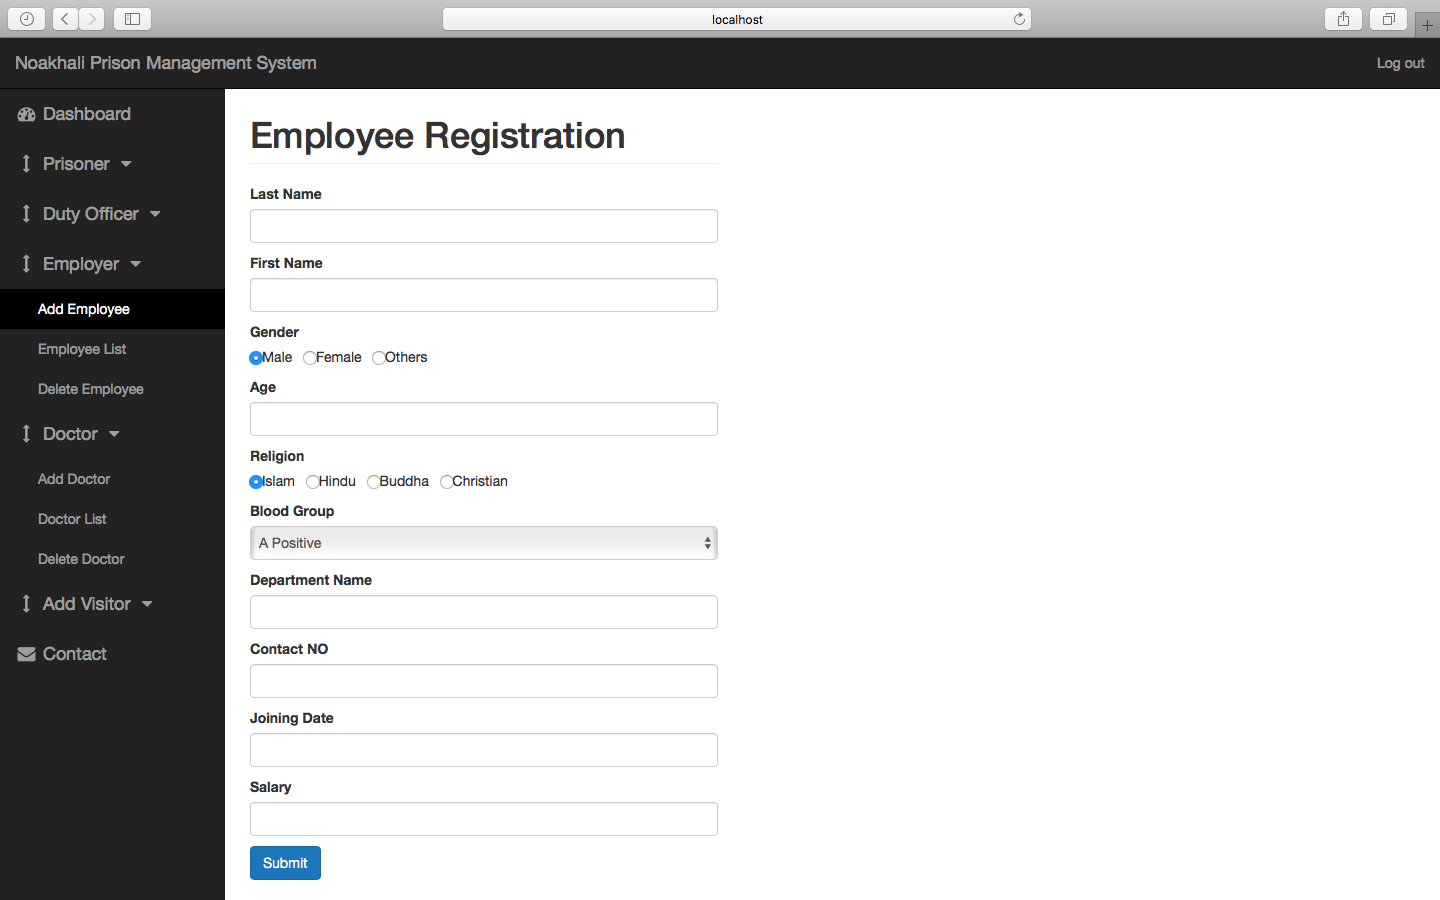 localhost
Noakhali Prison Management System
Log out
Dashboard
Prisoner
Duty Officer
Employer
Add Employee
Employee List
Delete Employee
Doctor
Add Doctor
Doctor List
Delete Doctor
Add Visitor
Contact
Employee Registration
Last Name
First Name
Gender
Male Female Others
Age
Religion
Islam Hindu Buddha Christian
Blood Group
A Positive
Department Name
Contact NO
Joining Date
Salary
Submit